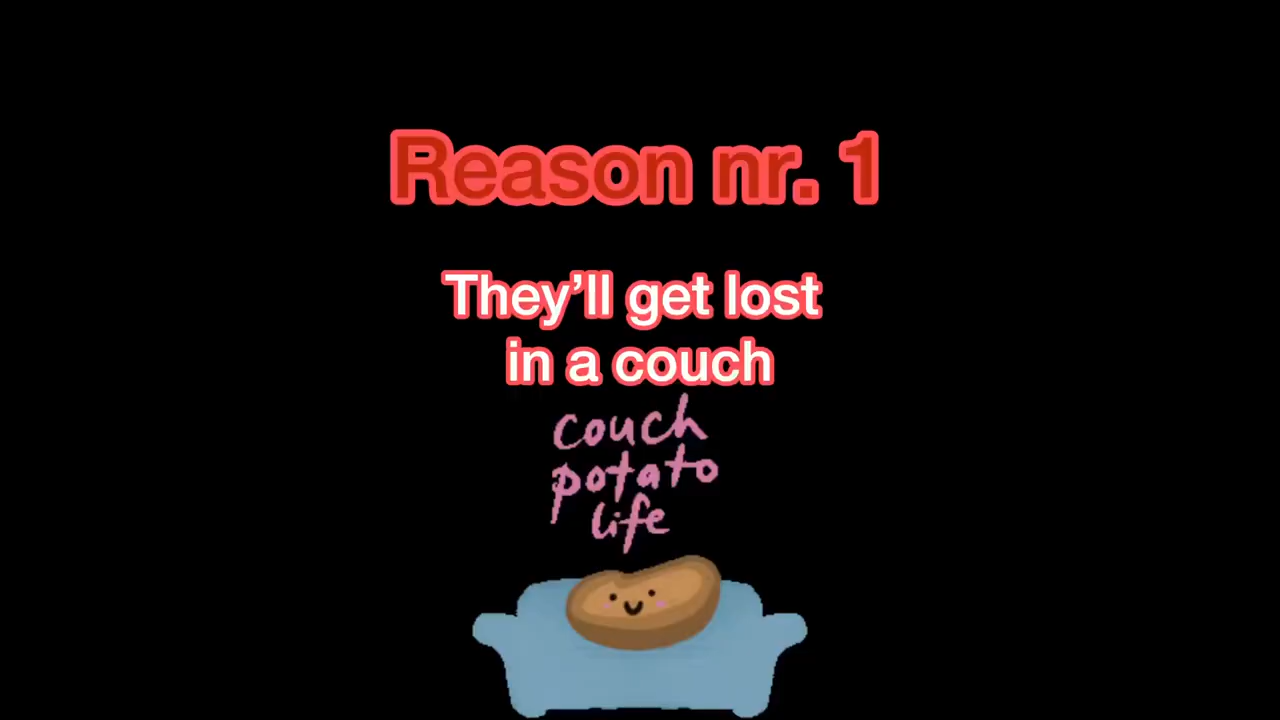 Reason nr. 1
They’ll get lost
in a couch
couch
potato
life